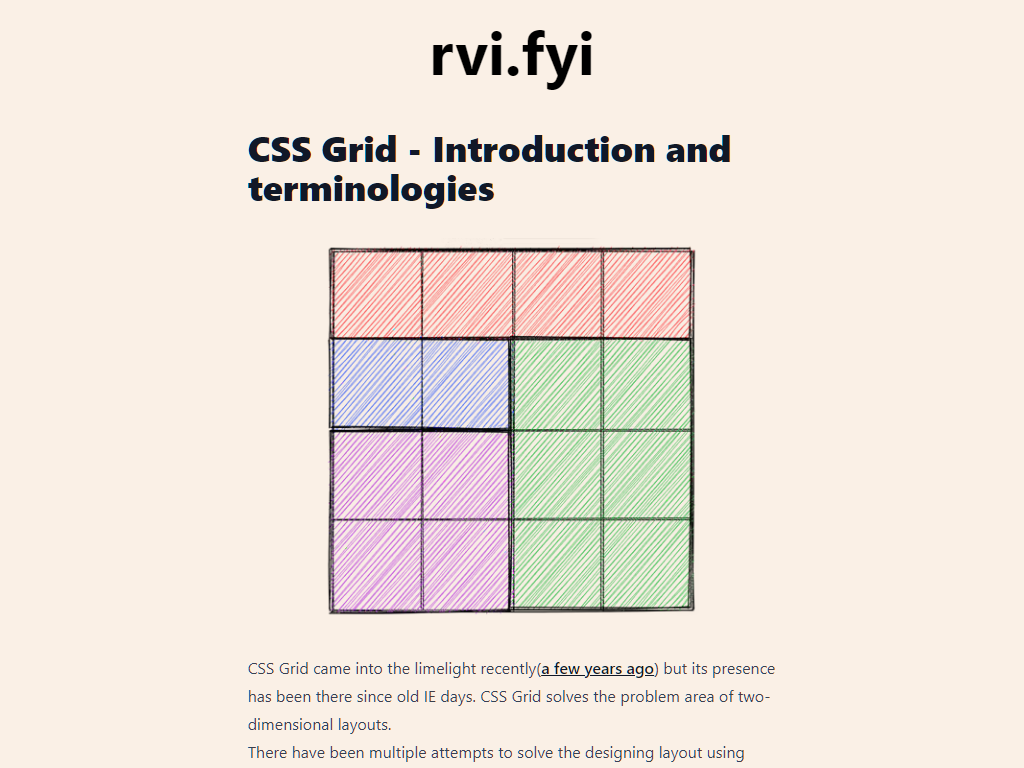 rvi.fyi
CSS Grid - Introduction and
terminologies
CSS Grid came into the limelight recently(a few years ago) but its presence
has been there since old IE days. CSS Grid solves the problem area of two-
dimensional layouts.
There have been multiple attempts to solve the designing layout using